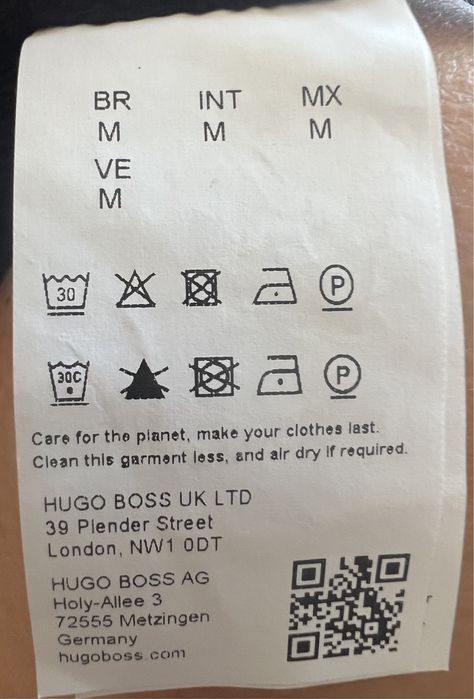 BR INT MX
M M M
VE
M
30 P
30C P
Care for the planet, make your clothes last.
Clean this garment less, and air dry if required.
HUGO BOSS UK LTD
39 Plender Street
London, NW1 0DT
HUGO BOSS AG
Holy-Allee 3
72555 Metzingen
Germany
hugoboss.com